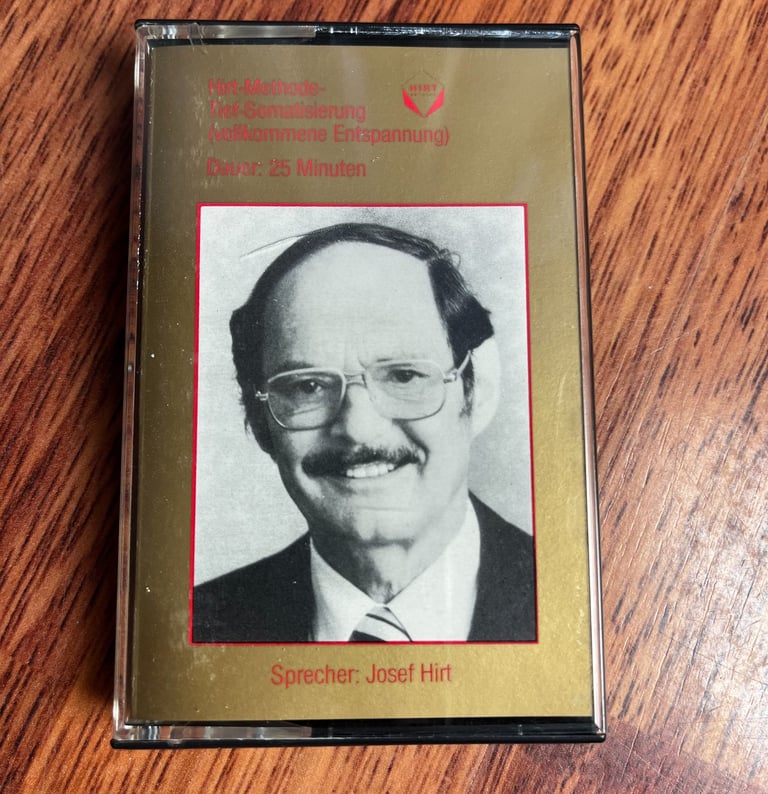 Hirt-Methode-
Tief-Somatisierung
(vollkommene Entspannung)
Dauer: 25 Minuten
HIRT
Sprecher: Josef Hirt